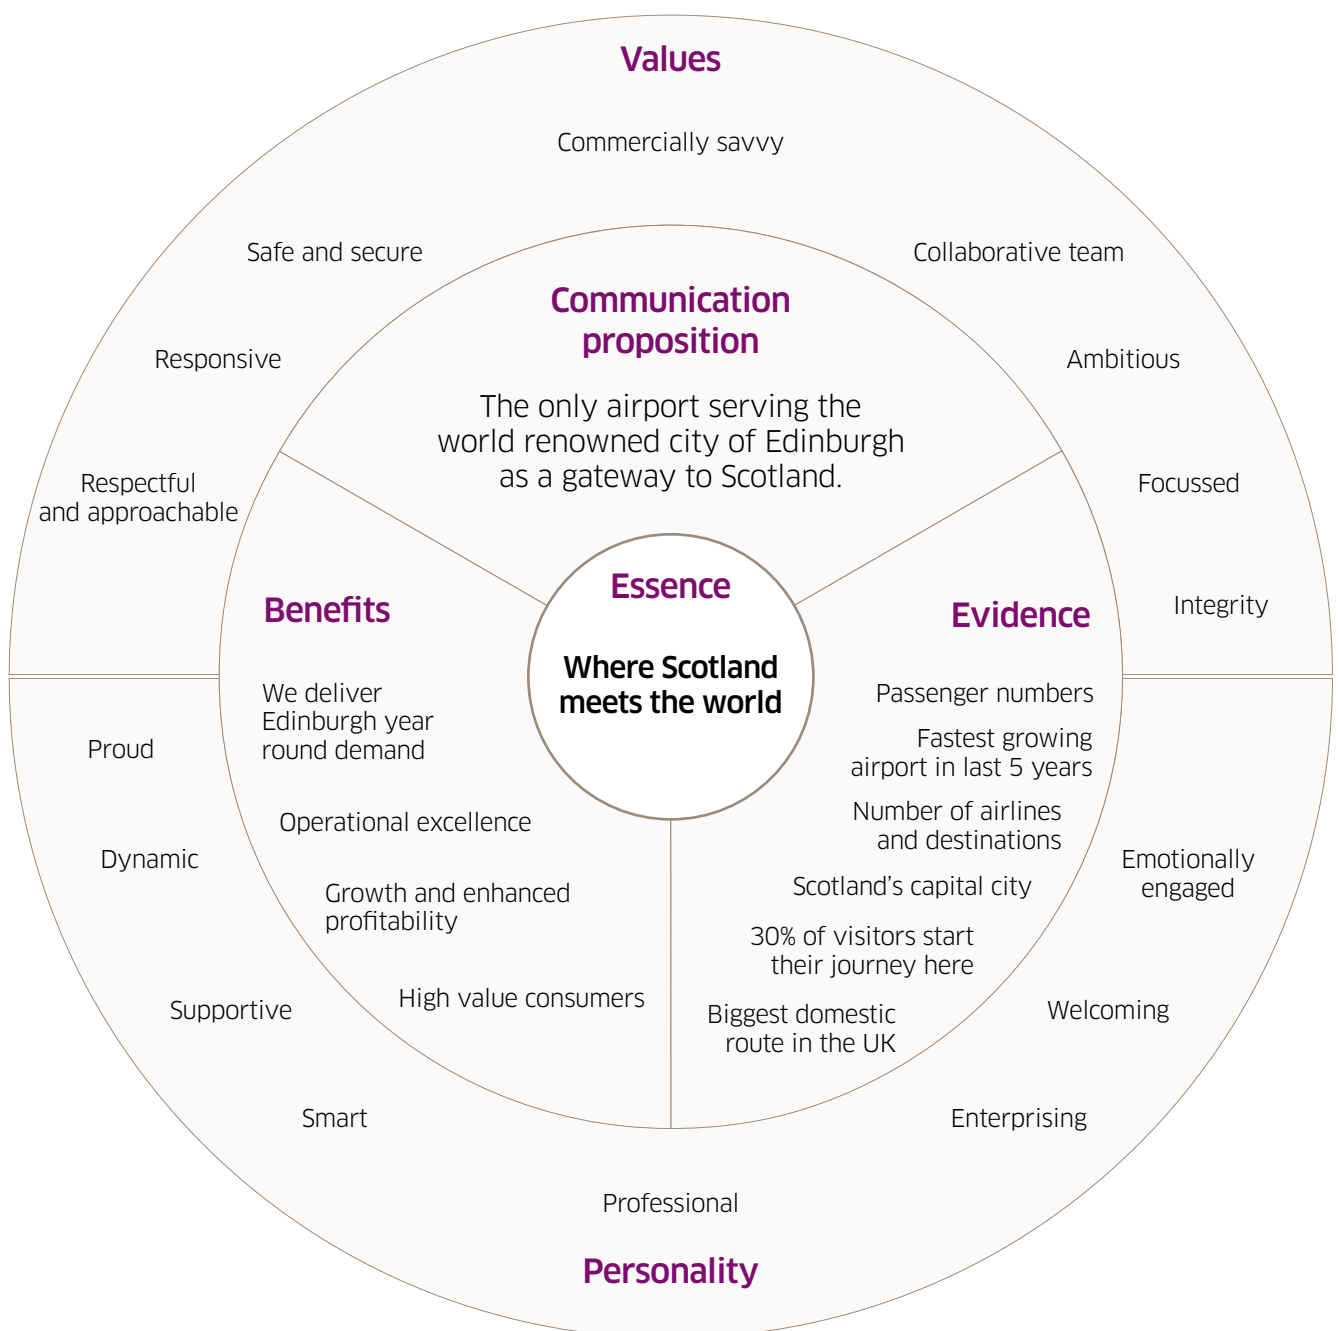 Values
Commercially savvy
Safe and secure
Collaborative team
Responsive
Ambitious
Respectful
and approachable
Focussed
Integrity
Communication
proposition
The only airport serving the
world renowned city of Edinburgh
as a gateway to Scotland.
Essence
Where Scotland
meets the world
Benefits
We deliver
Edinburgh year
round demand
Operational excellence
Growth and enhanced
profitability
High value consumers
Evidence
Passenger numbers
Fastest growing
airport in last 5 years
Number of airlines
and destinations
Scotland’s capital city
30% of visitors start
their journey here
Biggest domestic
route in the UK
Proud
Dynamic
Supportive
Smart
Professional
Emotionally
engaged
Welcoming
Enterprising
Personality